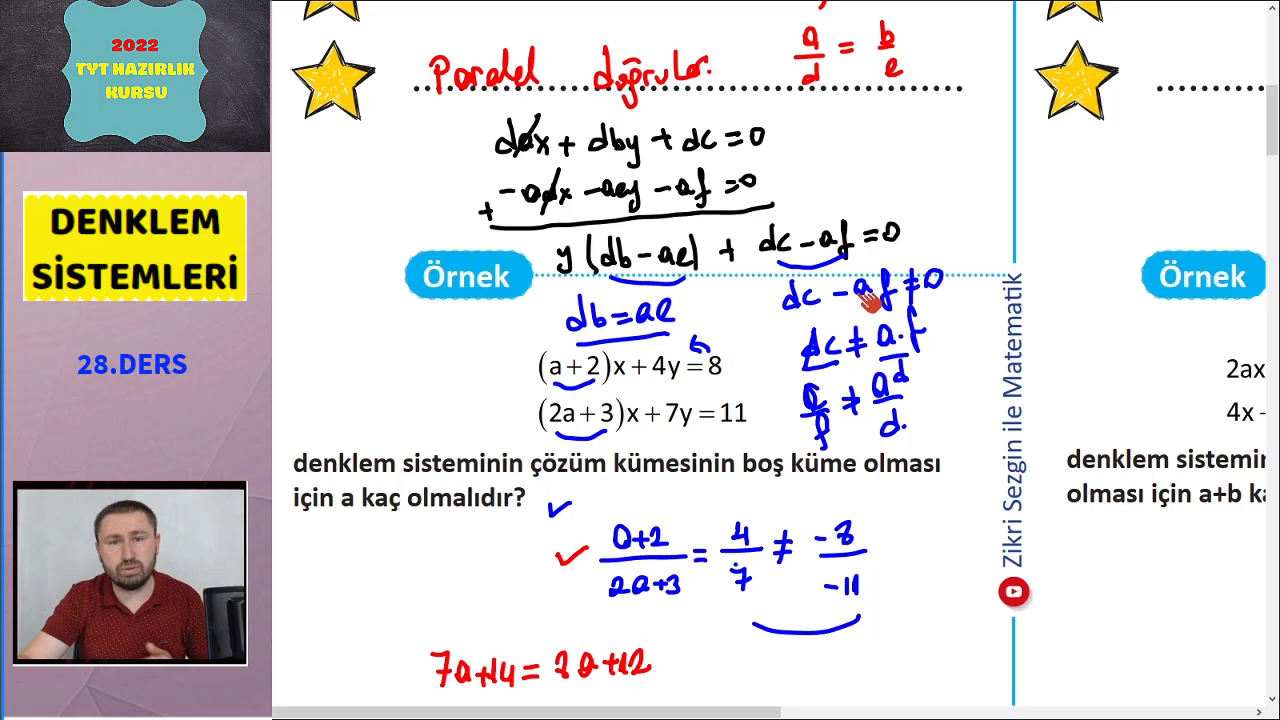 2022
TYT HAZIRLIK
KURSU
DENKLEM
SİSTEMLERİ
28.DERS
Paralel doğrular.
a/d = b/e
dax + dby + dc = 0
+ -adx - aey - af = 0
y(db - ae) + dc - af = 0
Örnek
db = ae
dc - af ≠ 0
dc ≠ a.f
(a+2)x+4y=8
(2a+3)x+7y=11
denklem sisteminin çözüm kümesinin boş küme olması
için a kaç olmalıdır?
a+2/2a+3 = 4/7 ≠ -8/-11
7a+14 = 8a+12
Zikri Sezgin ile Matematik
Örnek
2ax
4x -
denklem sistemin
olması için a+b ka